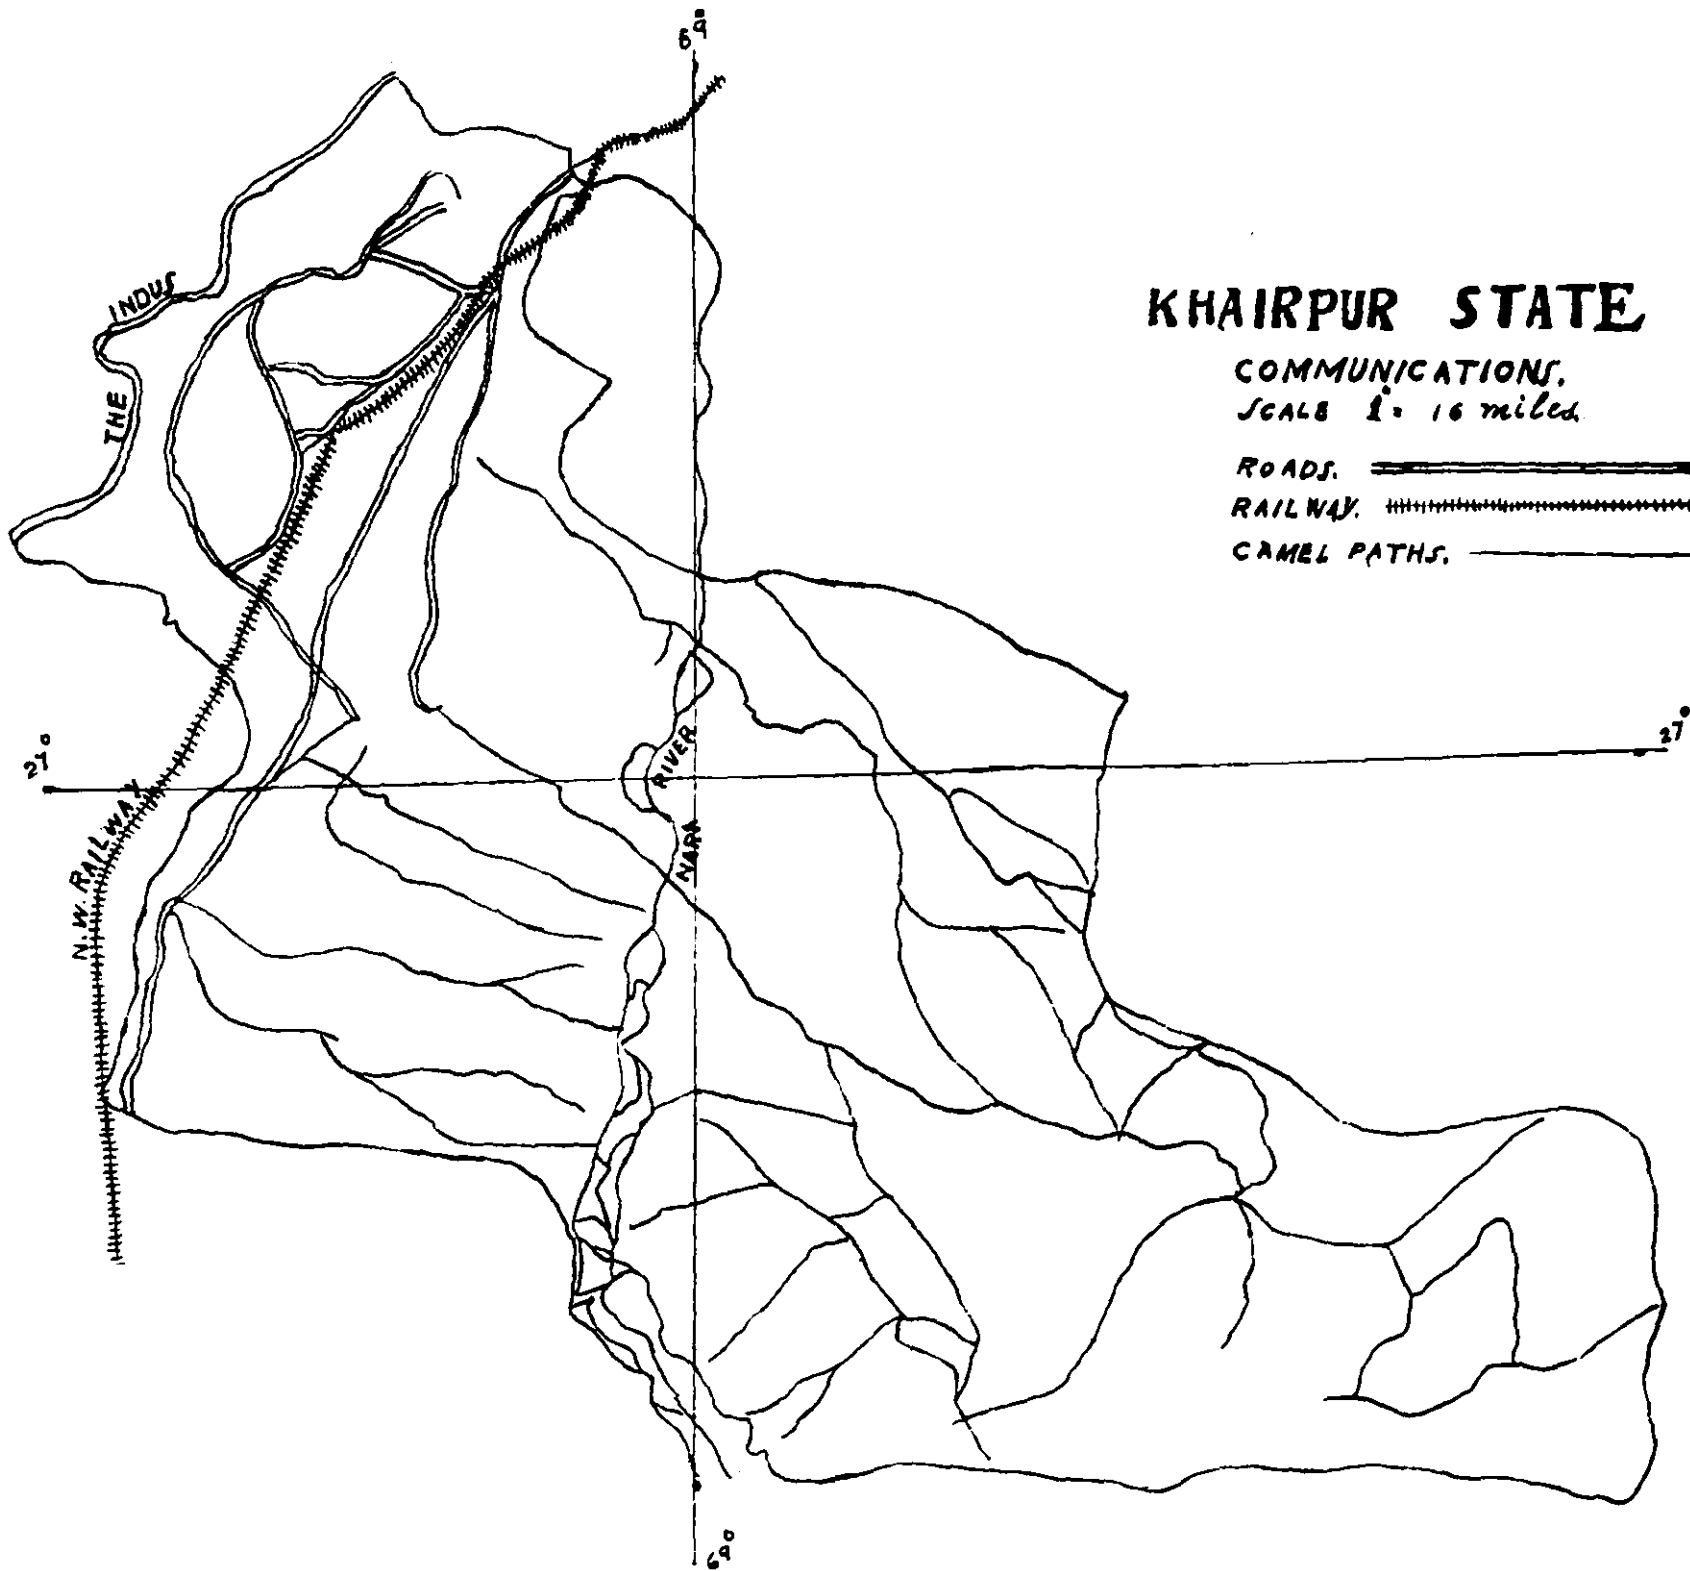 69°
THE INDUS
KHAIRPUR STATE
COMMUNICATIONS.
SCALE 1" = 16 miles.
ROADS.
RAILWAY.
CAMEL PATHS.
27°
27°
RIVER
NARA
N.W. RAILWAY
69°